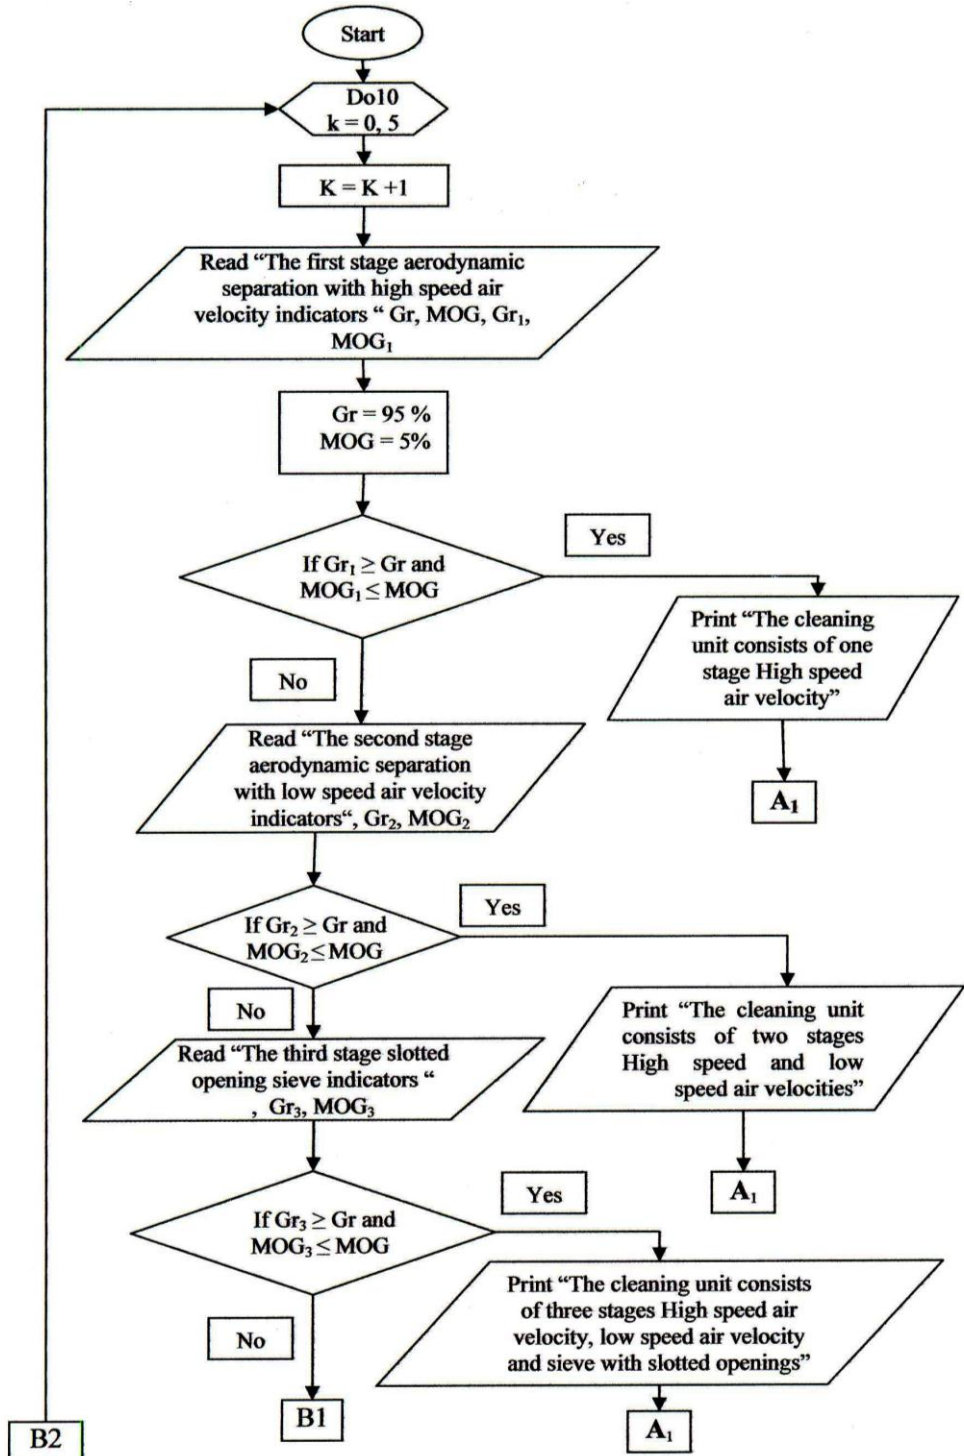 Start
Do10
k = 0, 5
K = K +1
Read “The first stage aerodynamic
separation with high speed air
velocity indicators “ Gr, MOG, Gr₁,
MOG₁
Gr = 95 %
MOG = 5%
Yes
If Gr₁ ≥ Gr and
MOG₁ ≤ MOG
Print “The cleaning
unit consists of one
stage High speed
air velocity”
No
Read “The second stage
aerodynamic separation
with low speed air velocity
indicators“, Gr₂, MOG₂
A₁
Yes
If Gr₂ ≥ Gr and
MOG₂ ≤ MOG
No
Print “The cleaning unit
consists of two stages
High speed and low
speed air velocities”
Read “The third stage slotted
opening sieve indicators “
, Gr₃, MOG₃
A₁
Yes
If Gr₃ ≥ Gr and
MOG₃ ≤ MOG
Print “The cleaning unit consists
of three stages High speed air
velocity, low speed air velocity
and sieve with slotted openings”
No
B1
A₁
B2